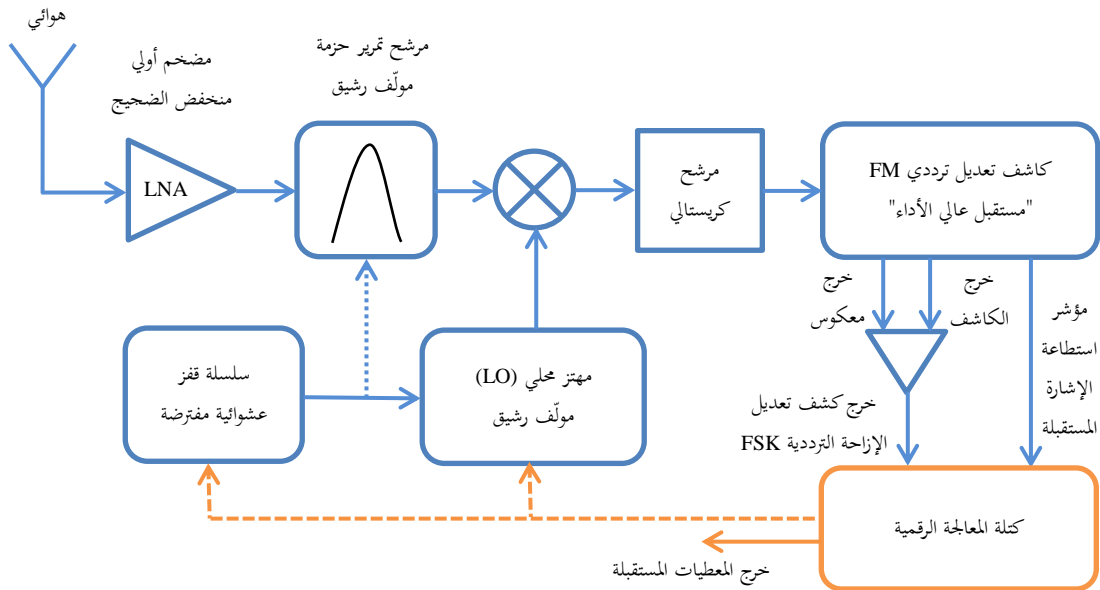 هوائي
مضخم أولي
منخفض الضجيج
LNA
مرشح تمرير حزمة
مولّف رشيق
مرشح
كريستالي
كاشف تعديل ترددي FM
"مستقبل عالي الأداء"
خرج
الكاشف
خرج
معكوس
مؤشر
استطاعة
الإشارة
المستقبلة
سلسلة قفز
عشوائية مفترضة
مهتز محلي (LO)
مولّف رشيق
خرج كشف تعديل
الإزاحة الترددية FSK
كتلة المعالجة الرقمية
خرج المعطيات المستقبلة